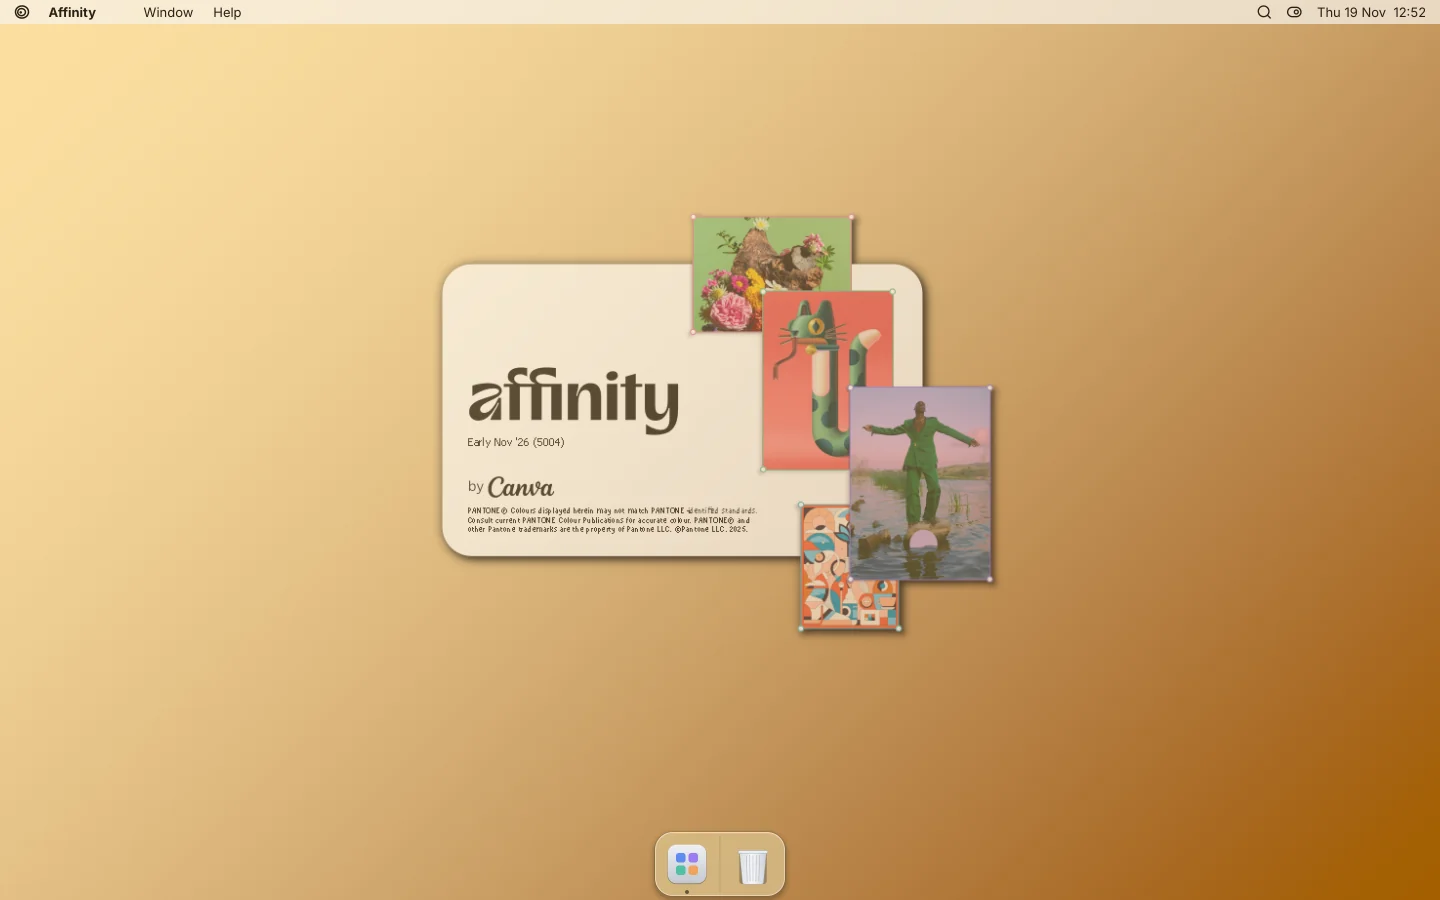 Affinity Window Help Thu 19 Nov 12:52
affinity
Early Nov '26 (5004)
by Canva
PANTONE® Colours displayed herein may not match PANTONE identified standards.
Consult current PANTONE Colour Publications for accurate colour. PANTONE® and
other Pantone trademarks are the property of Pantone LLC. ©Pantone LLC. 2025.